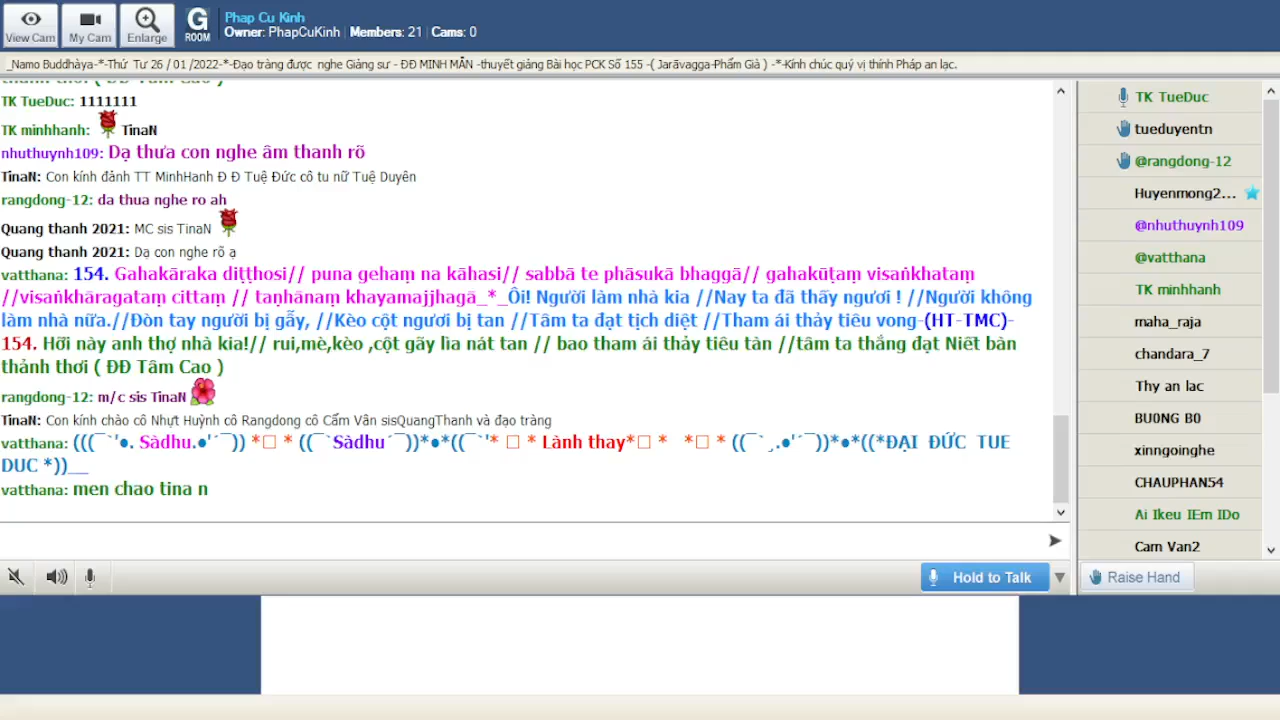 View Cam
My Cam
Enlarge
G
ROOM
Phap Cu Kinh
Owner: PhapCuKinh | Members: 21 | Cams: 0
_Namo Buddhàya-*-Thứ Tư 26 / 01 /2022-*-Đạo tràng được nghe Giảng sư - ĐĐ MINH MẪN -thuyết giảng Bài học PCK Số 155 -( Jarāvagga-Phẩm Già ) -*-Kính chúc quý vị thính Pháp an lạc.
TK TueDuc: 1111111
TK minhhanh: TinaN
nhuthuynh109: Dạ thưa con nghe âm thanh rõ
TinaN: Con kính đảnh TT MinhHanh Đ Đ Tuệ Đức cô tu nữ Tuệ Duyên
rangdong-12: da thua nghe ro ah
Quang thanh 2021: MC sis TinaN
Quang thanh 2021: Dạ con nghe rõ ạ
vatthana: 154. Gahakāraka diṭṭhosi// puna gehaṃ na kāhasi// sabbā te phāsukā bhaggā// gahakūṭaṃ visaṅkhataṃ
//visaṅkhāragataṃ cittaṃ // taṇhānaṃ khayamajjhagā_*_Ôi! Người làm nhà kia //Nay ta đã thấy ngươi ! //Người không
làm nhà nữa.//Đòn tay người bị gẫy, //Kèo cột ngươi bị tan //Tâm ta đạt tịch diệt //Tham ái thảy tiêu vong-(HT-TMC)-
154. Hỡi này anh thợ nhà kia!// rui,mè,kèo ,cột gãy lìa nát tan // bao tham ái thảy tiêu tàn //tâm ta thắng đạt Niết bàn
thảnh thơi ( ĐĐ Tâm Cao )
rangdong-12: m/c sis TinaN
TinaN: Con kính chào cô Nhựt Huỳnh cô Rangdong cô Cẩm Vân sisQuangThanh và đạo tràng
vatthana: (((¯`'●. Sàdhu.●'´¯)) *□ * ((¯`Sàdhu´¯))*●*((¯`'* □ * Lành thay*□ * *□ * ((¯`¸.●'´¯))*●*((*ĐẠI ĐỨC TUE
DUC *))__
vatthana: men chao tina n
Hold to Talk
TK TueDuc
tueduyentn
@rangdong-12
Huyenmong2...
@nhuthuynh109
@vatthana
TK minhhanh
maha_raja
chandara_7
Thy an lac
BU0NG B0
xinngoinghe
CHAUPHAN54
Ai Ikeu IEm IDo
Cam Van2
Raise Hand